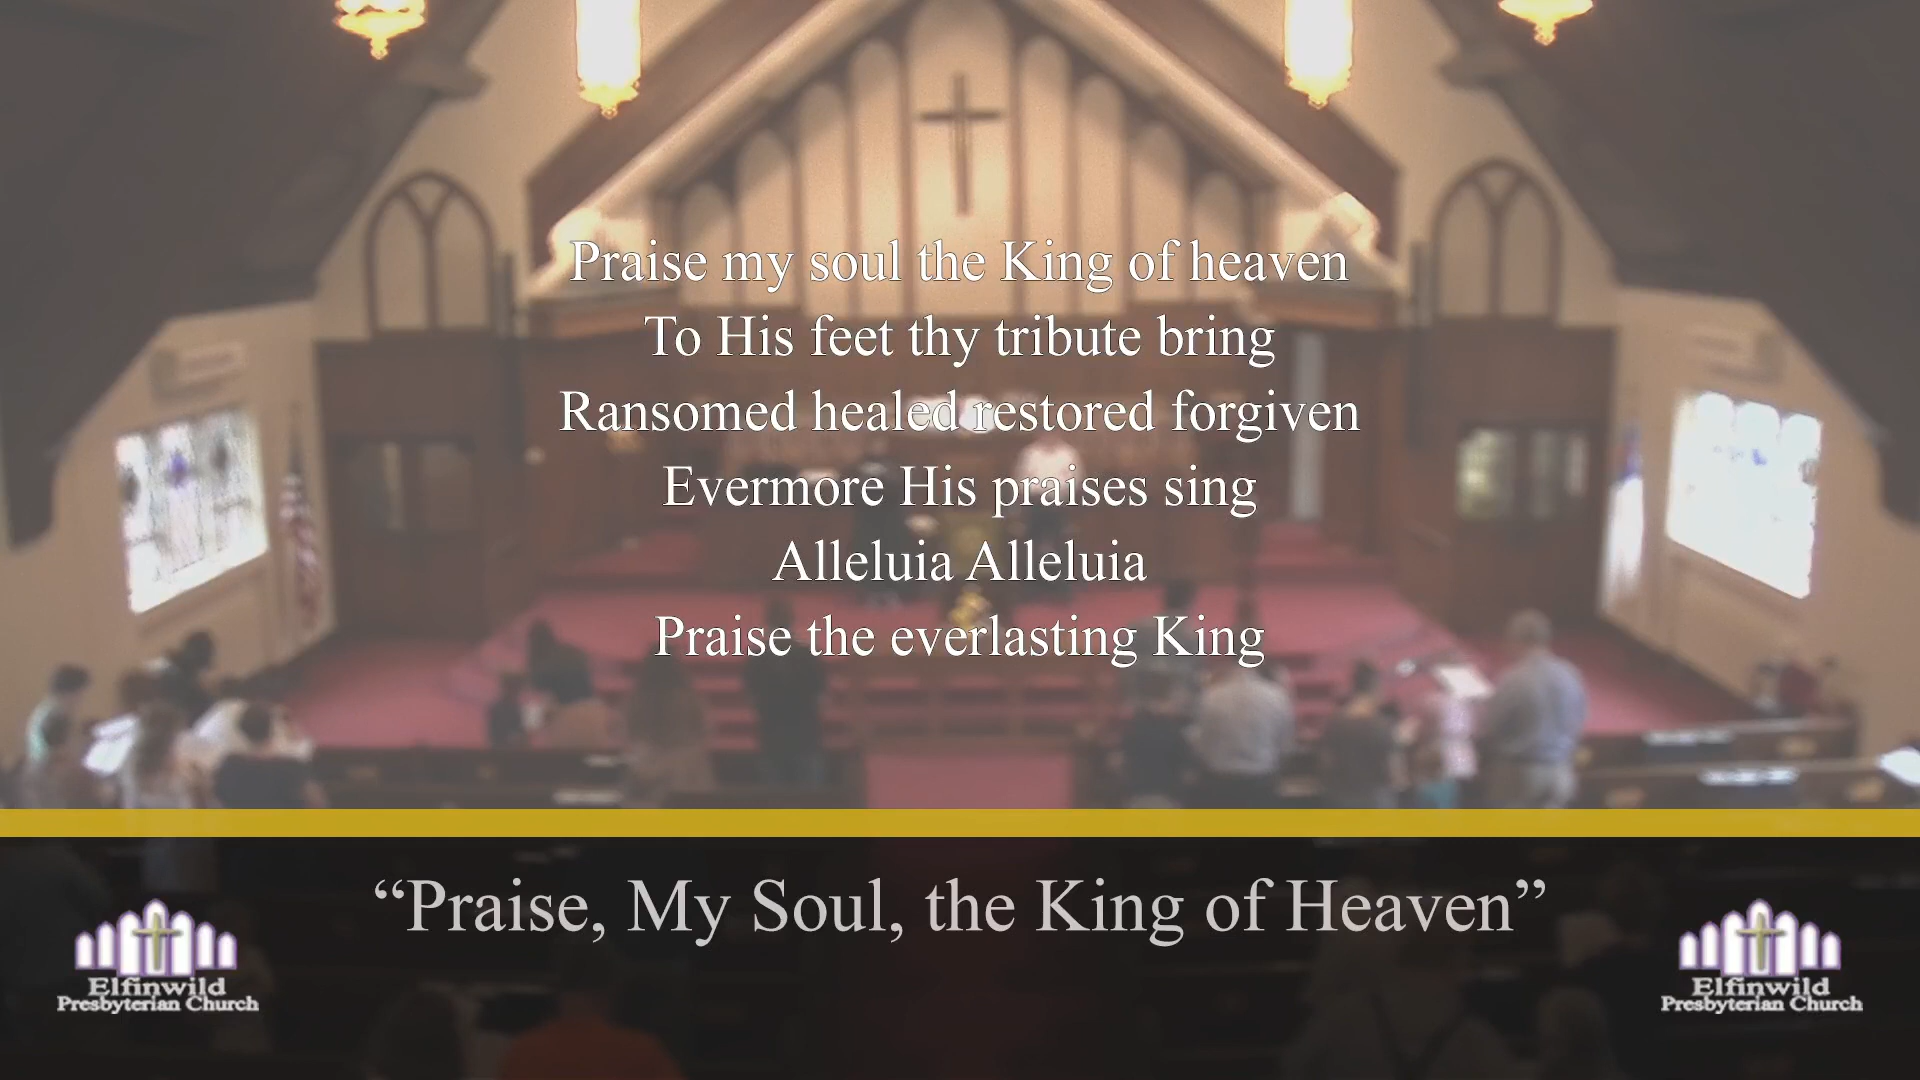 Praise my soul the King of heaven
To His feet thy tribute bring
Ransomed healed restored forgiven
Evermore His praises sing
Alleluia Alleluia
Praise the everlasting King
“Praise, My Soul, the King of Heaven”
Elfinwild
Presbyterian Church
Elfinwild
Presbyterian Church